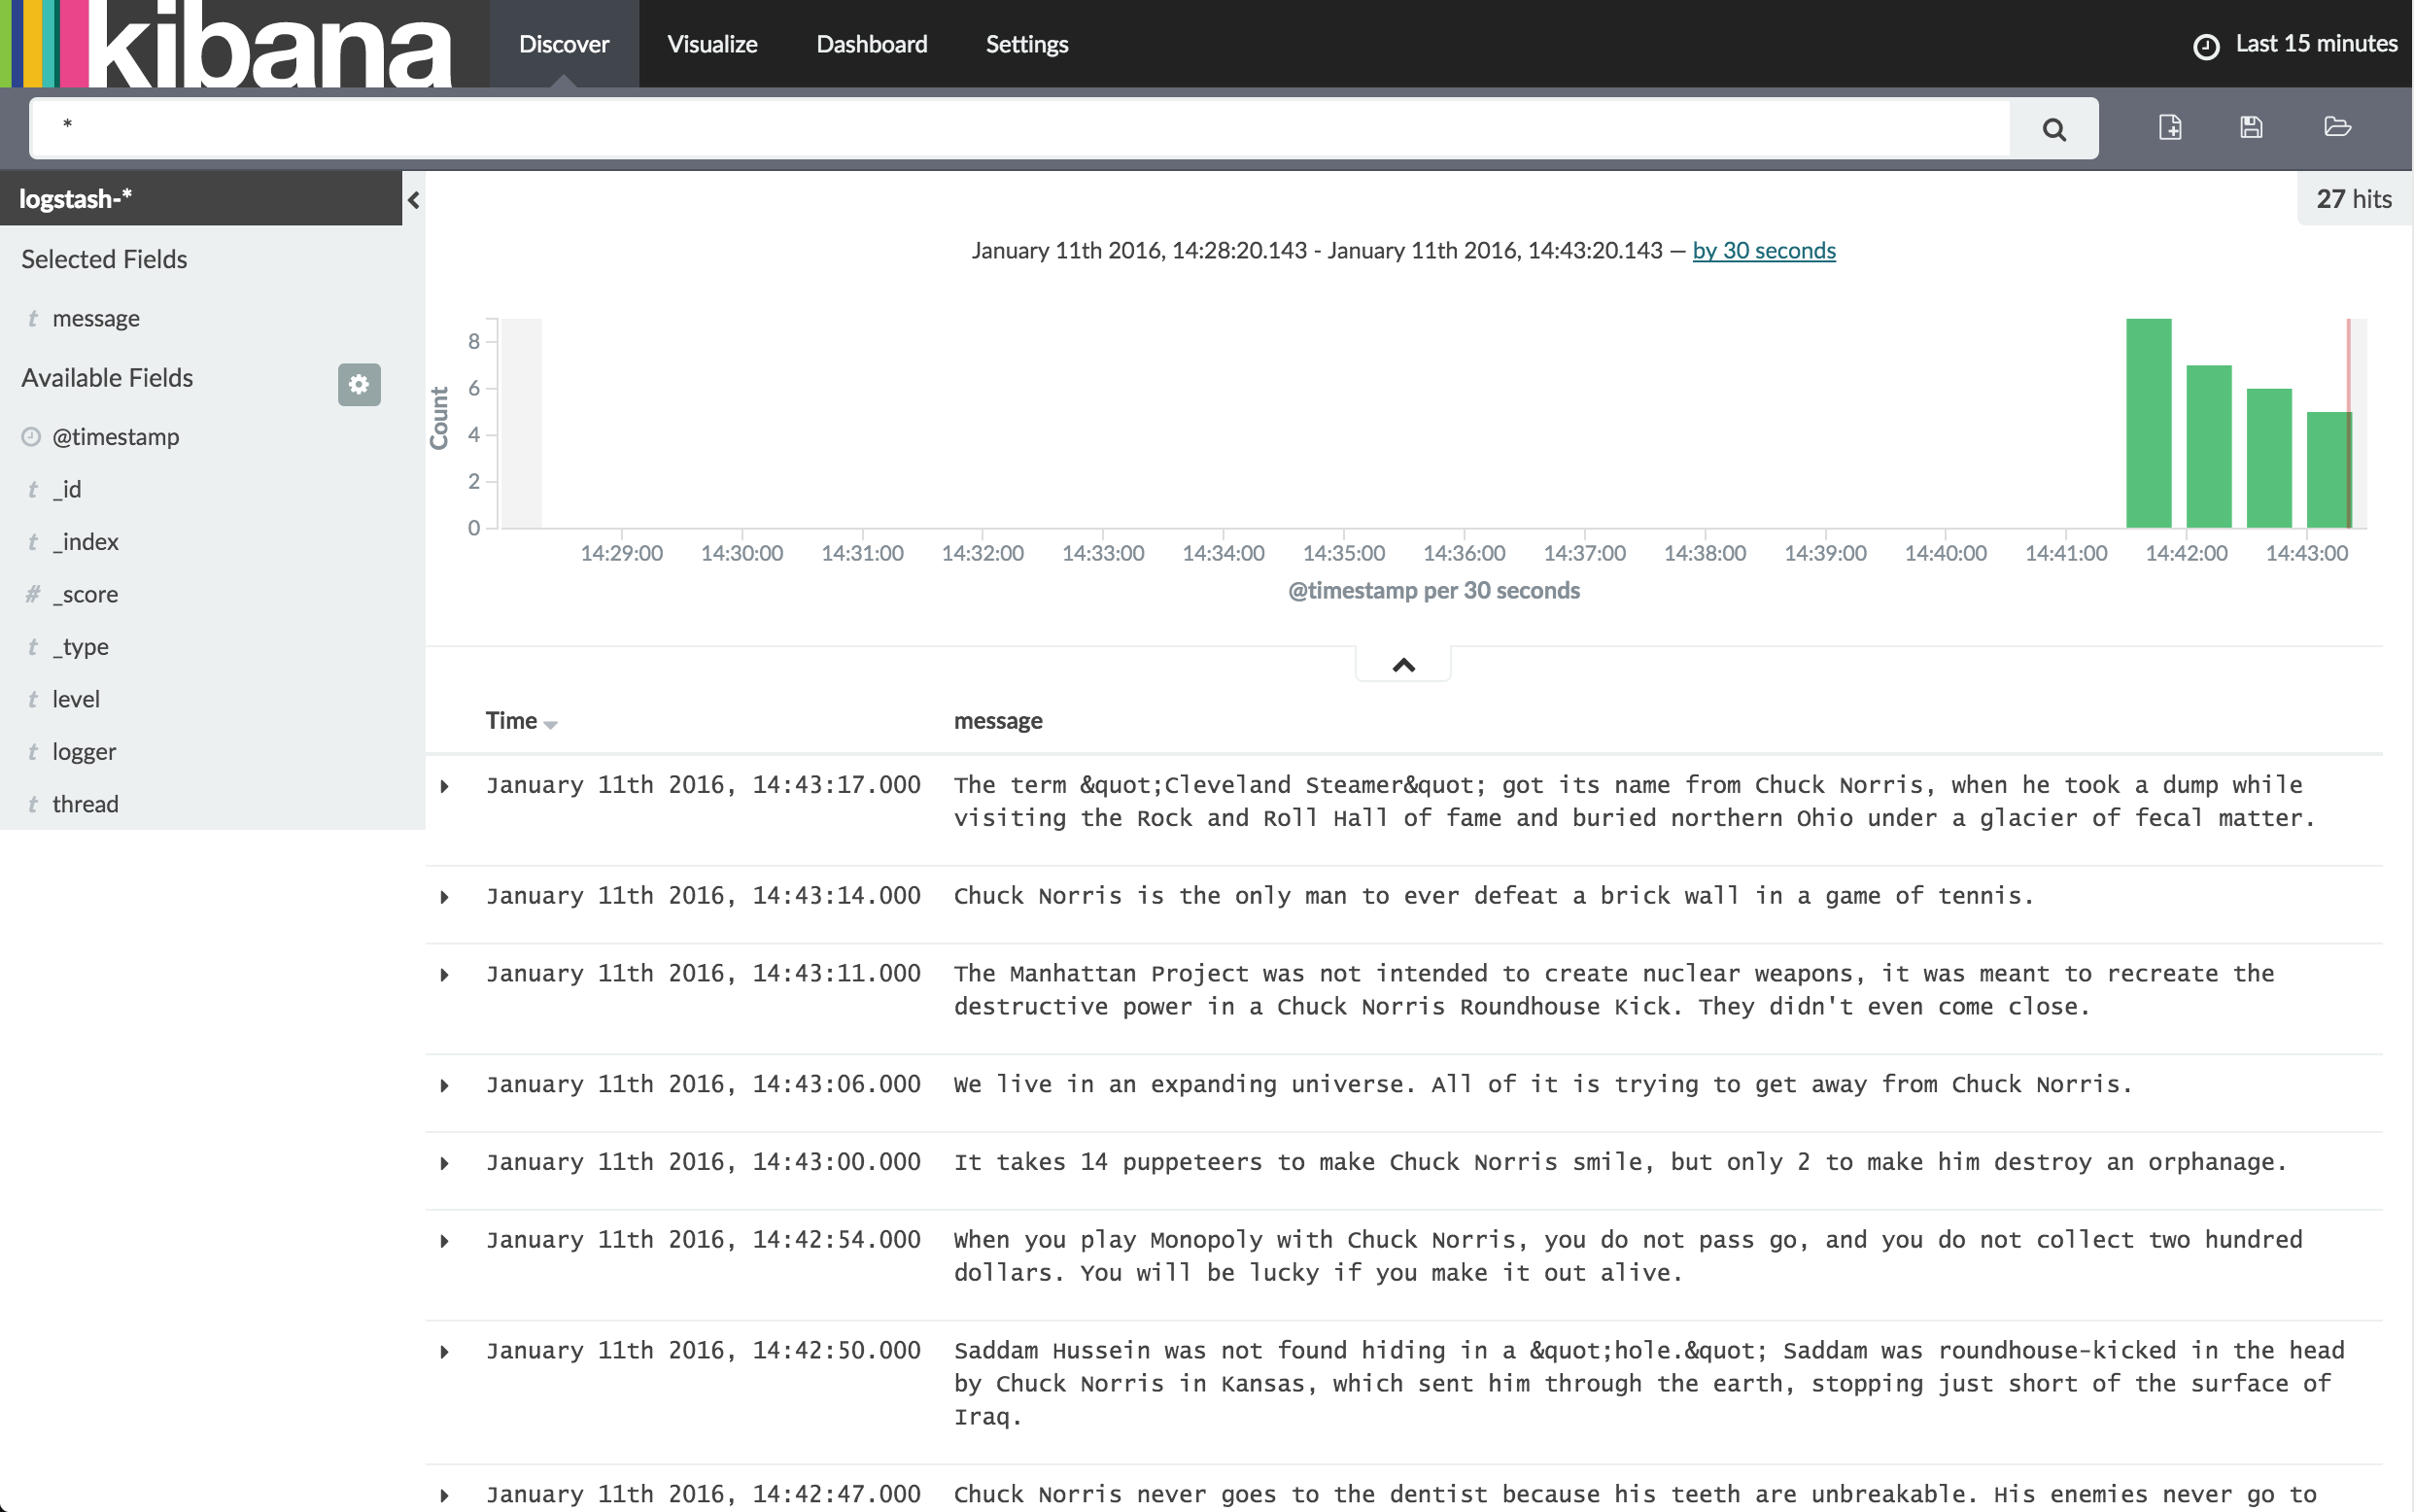 kibana
Discover Visualize Dashboard Settings
Last 15 minutes
*
logstash-*
27 hits
Selected Fields
t message
Available Fields
@timestamp
t _id
t _index
# _score
t _type
t level
t logger
t thread
January 11th 2016, 14:28:20.143 - January 11th 2016, 14:43:20.143 — by 30 seconds
Count
8
6
4
2
0
14:29:00 14:30:00 14:31:00 14:32:00 14:33:00 14:34:00 14:35:00 14:36:00 14:37:00 14:38:00 14:39:00 14:40:00 14:41:00 14:42:00 14:43:00
@timestamp per 30 seconds
Time message
January 11th 2016, 14:43:17.000 The term &quot;Cleveland Steamer&quot; got its name from Chuck Norris, when he took a dump while
visiting the Rock and Roll Hall of fame and buried northern Ohio under a glacier of fecal matter.
January 11th 2016, 14:43:14.000 Chuck Norris is the only man to ever defeat a brick wall in a game of tennis.
January 11th 2016, 14:43:11.000 The Manhattan Project was not intended to create nuclear weapons, it was meant to recreate the
destructive power in a Chuck Norris Roundhouse Kick. They didn't even come close.
January 11th 2016, 14:43:06.000 We live in an expanding universe. All of it is trying to get away from Chuck Norris.
January 11th 2016, 14:43:00.000 It takes 14 puppeteers to make Chuck Norris smile, but only 2 to make him destroy an orphanage.
January 11th 2016, 14:42:54.000 When you play Monopoly with Chuck Norris, you do not pass go, and you do not collect two hundred
dollars. You will be lucky if you make it out alive.
January 11th 2016, 14:42:50.000 Saddam Hussein was not found hiding in a &quot;hole.&quot; Saddam was roundhouse-kicked in the head
by Chuck Norris in Kansas, which sent him through the earth, stopping just short of the surface of
Iraq.
January 11th 2016, 14:42:47.000 Chuck Norris never goes to the dentist because his teeth are unbreakable. His enemies never go to